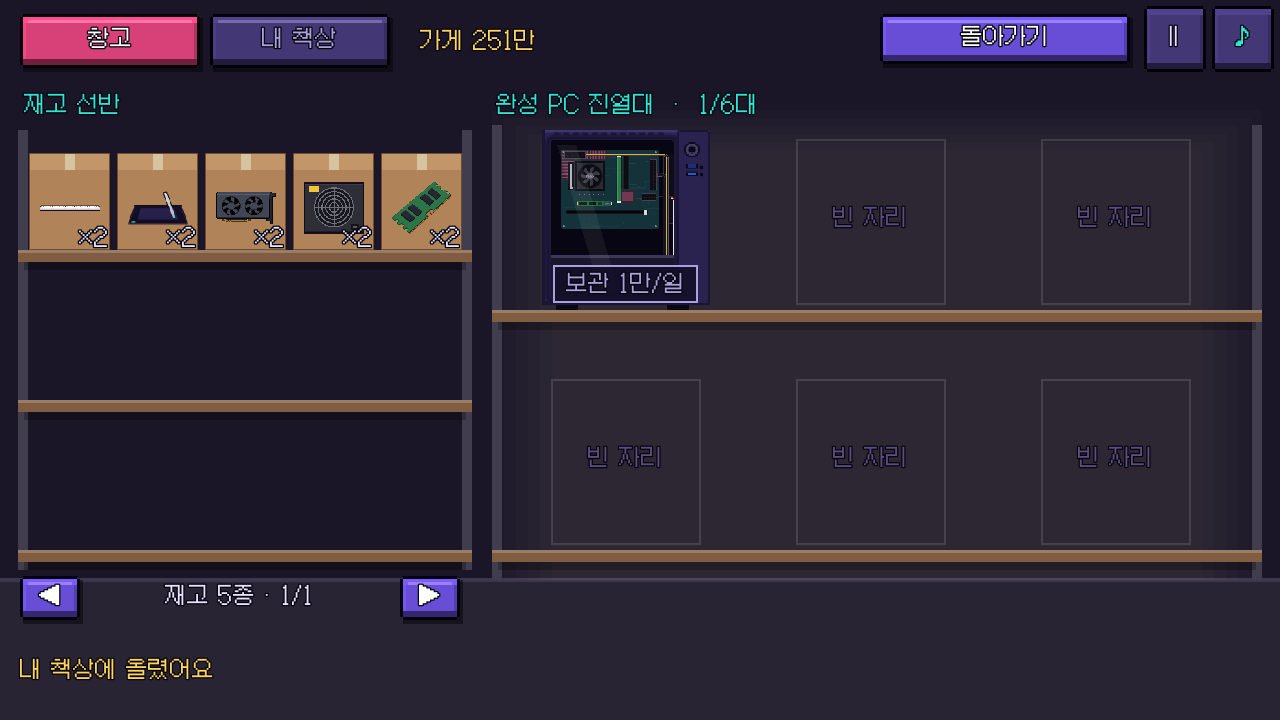 창고
내 책상
가게 251만
돌아가기
재고 선반
완성 PC 진열대 · 1/6대
×2
×2
×2
×2
×2
보관 1만/일
빈 자리
빈 자리
빈 자리
빈 자리
빈 자리
재고 5종 · 1/1
내 책상에 올렸어요